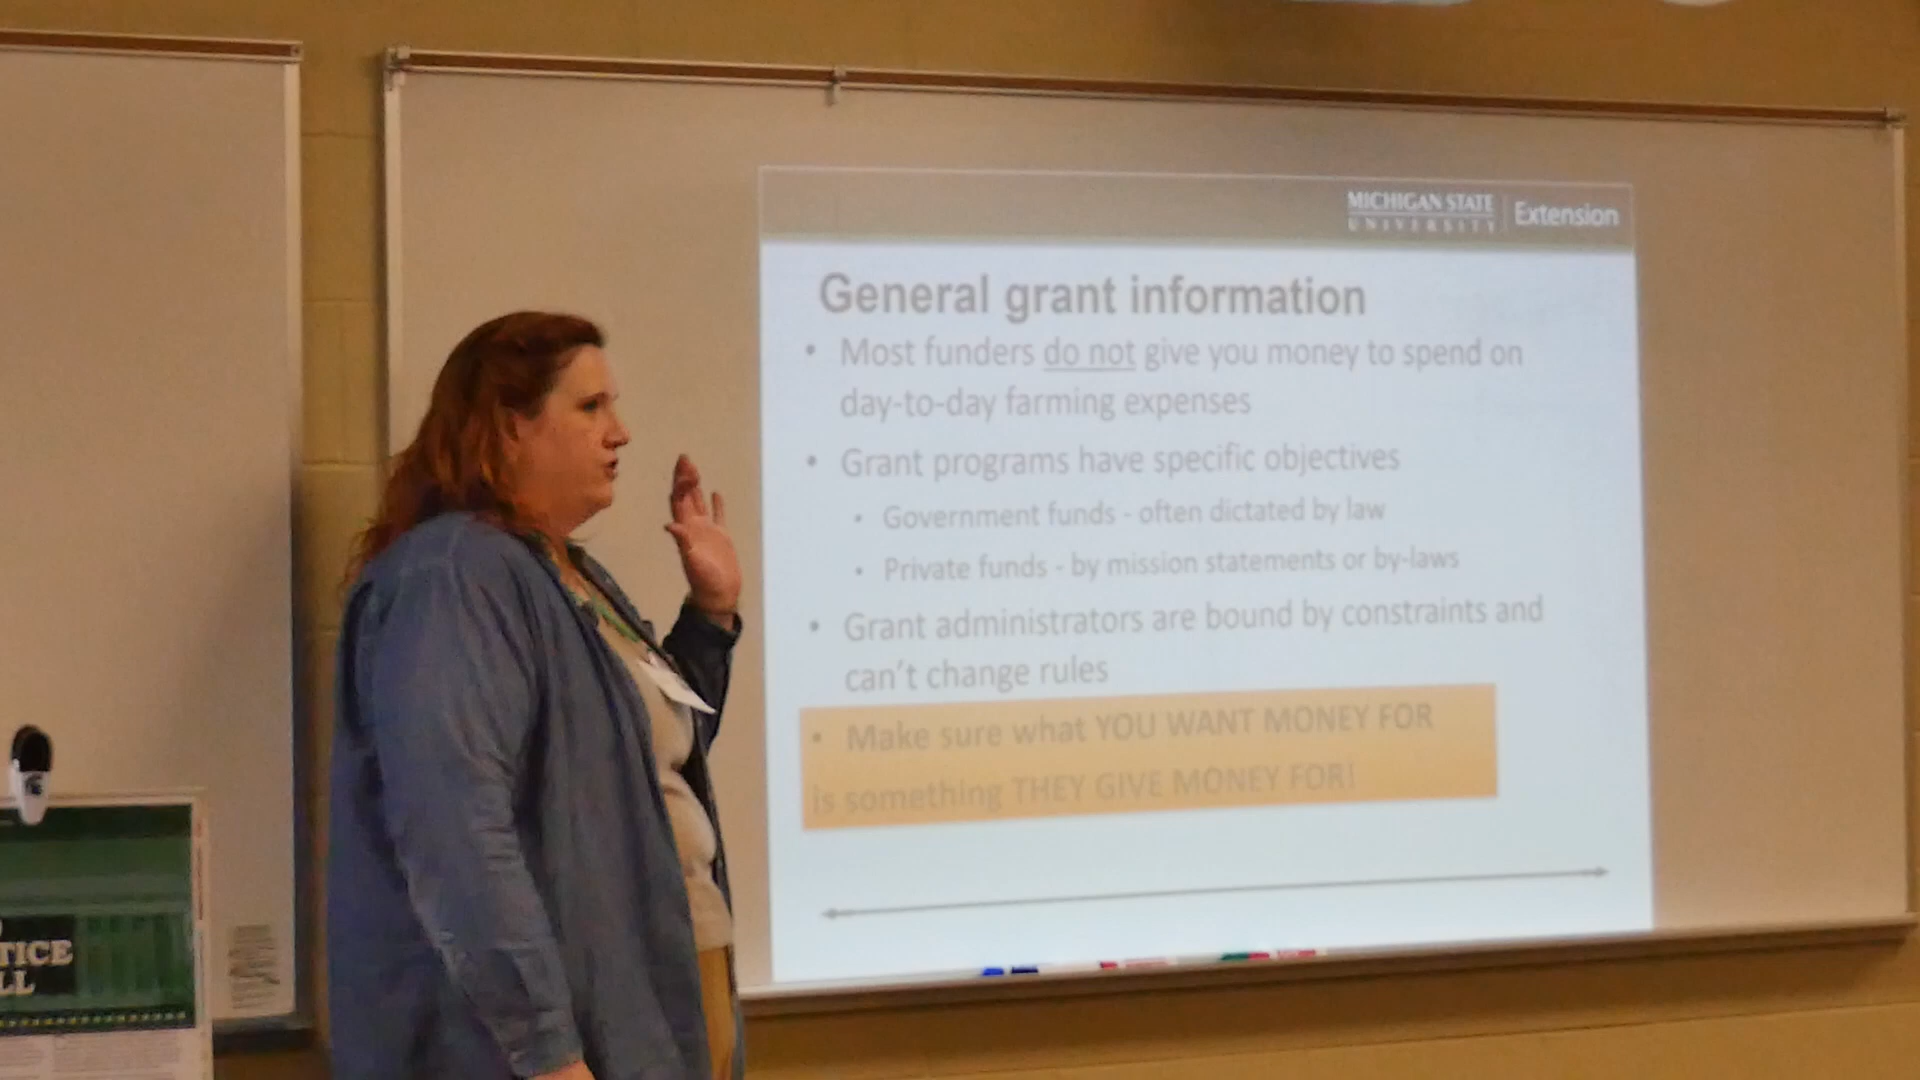 MICHIGAN STATE
UNIVERSITY
Extension
General grant information
• Most funders do not give you money to spend on
day-to-day farming expenses
• Grant programs have specific objectives
• Government funds - often dictated by law
• Private funds - by mission statements or by-laws
• Grant administrators are bound by constraints and
can't change rules
• Make sure what YOU WANT MONEY FOR
is something THEY GIVE MONEY FOR!
TICE
LL